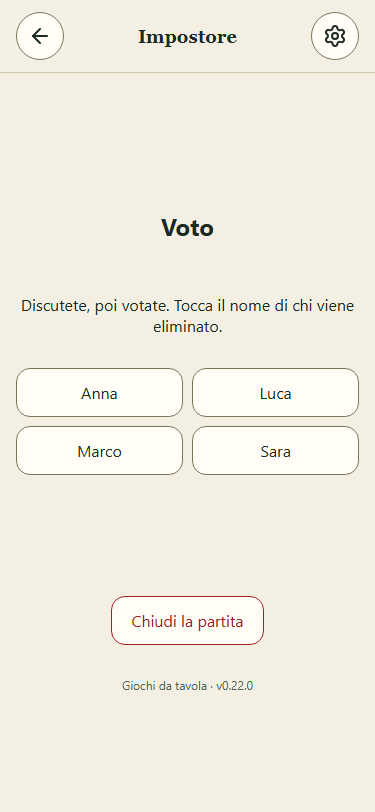 Impostore
Voto
Discutete, poi votate. Tocca il nome di chi viene
eliminato.
Anna
Luca
Marco
Sara
Chiudi la partita
Giochi da tavola · v0.22.0